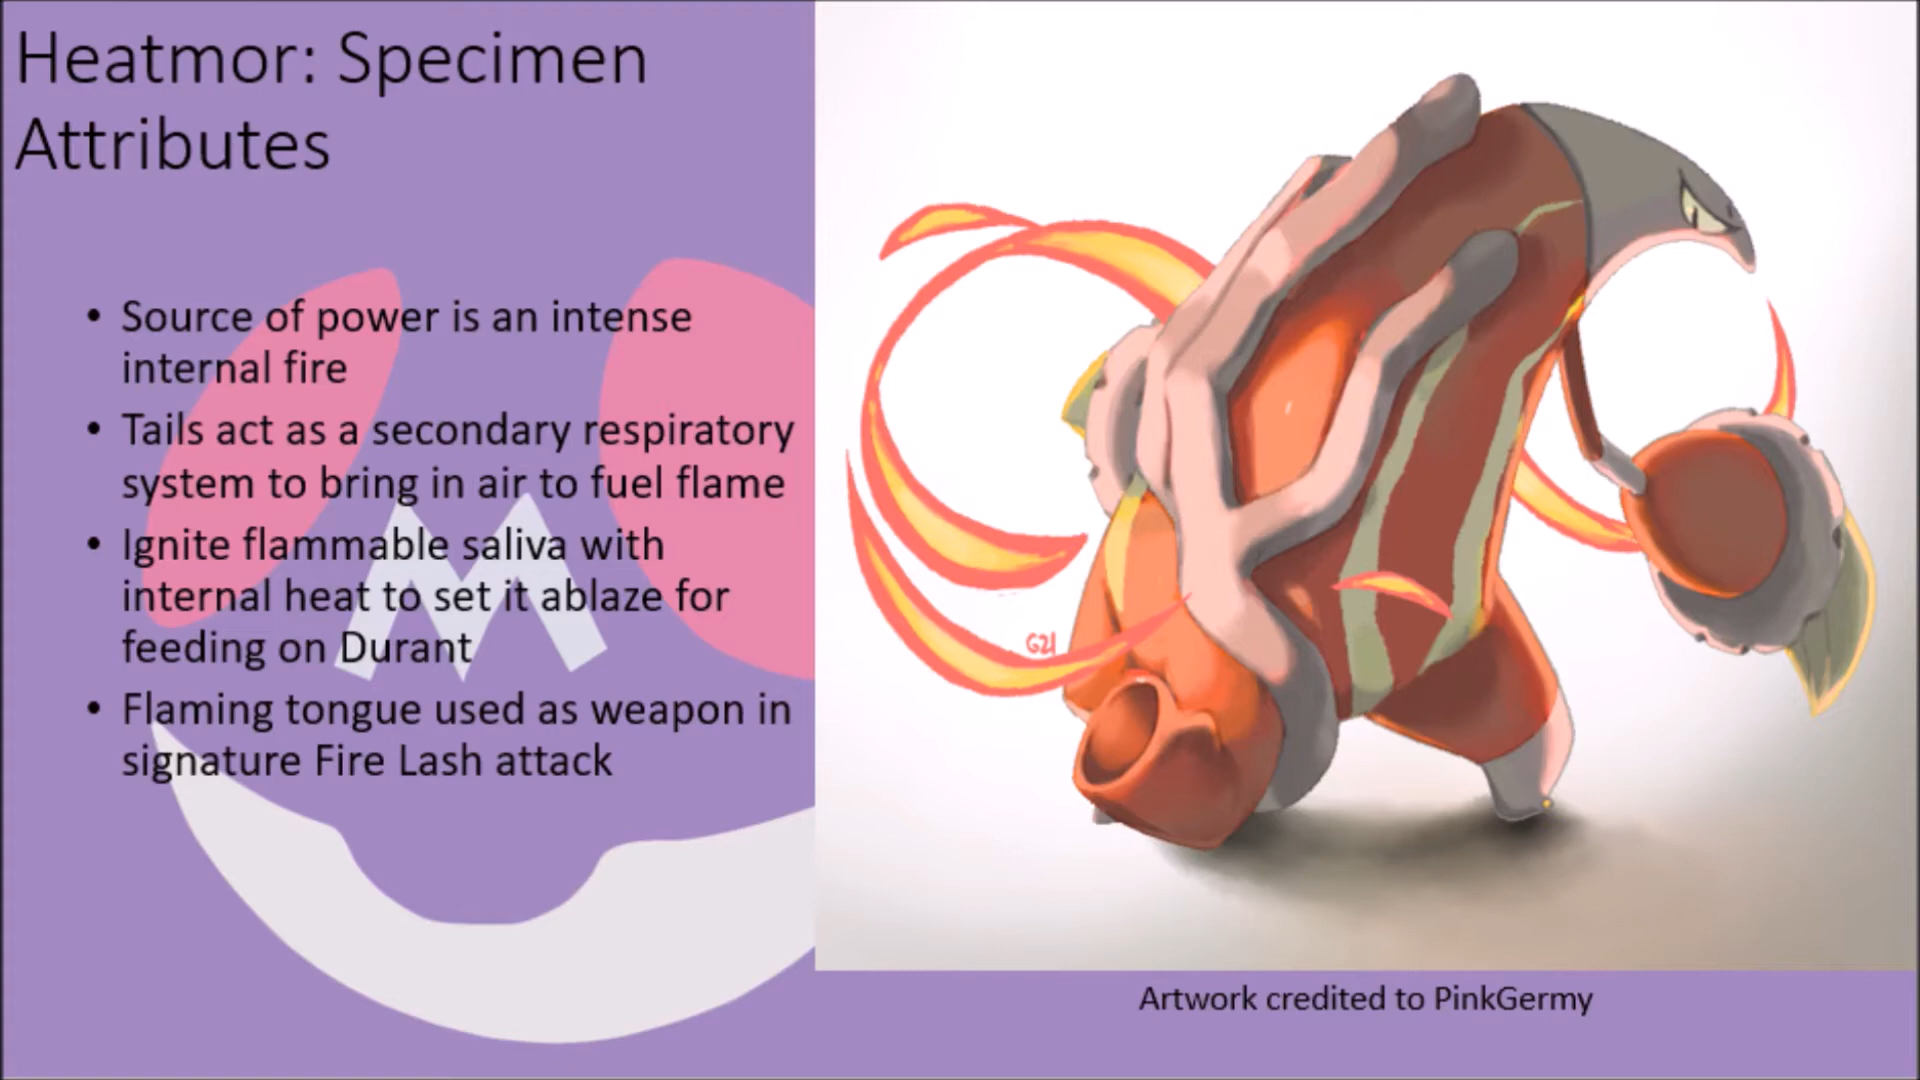 Heatmor: Specimen
Attributes
• Source of power is an intense
internal fire
• Tails act as a secondary respiratory
system to bring in air to fuel flame
• Ignite flammable saliva with
internal heat to set it ablaze for
feeding on Durant
• Flaming tongue used as weapon in
signature Fire Lash attack
M
G21
Artwork credited to PinkGermy